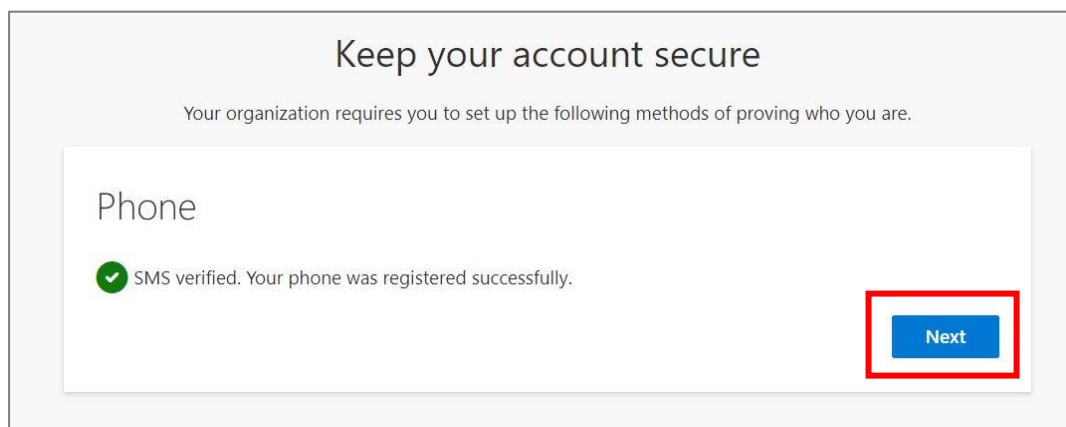 Keep your account secure
Your organization requires you to set up the following methods of proving who you are.
Phone
SMS verified. Your phone was registered successfully.
Next